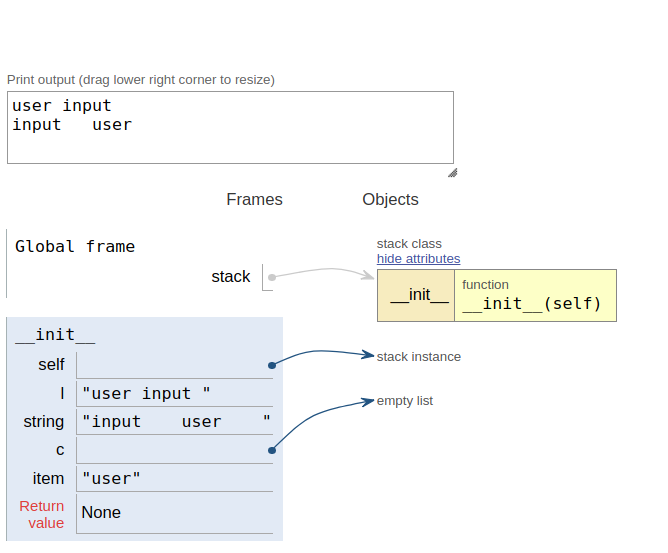 Print output (drag lower right corner to resize)
user input
input   user
Frames
Objects
Global frame
stack
stack class
hide attributes
__init__
function
__init__(self)
__init__
self
stack instance
l "user input "
empty list
string "input    user    "
c
item "user"
Return
value None